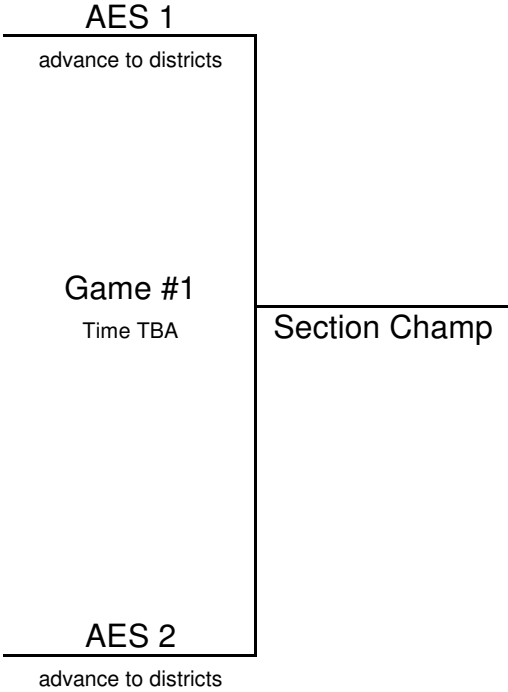 AES 1
advance to districts
Game #1
Time TBA
Section Champ
AES 2
advance to districts